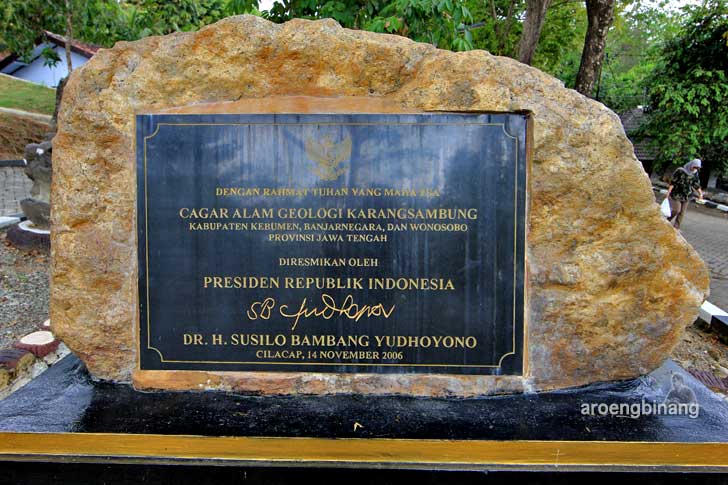 DENGAN RAHMAT TUHAN YANG MAHA ESA
CAGAR ALAM GEOLOGI KARANGSAMBUNG
KABUPATEN KEBUMEN, BANJARNEGARA, DAN WONOSOBO
PROVINSI JAWA TENGAH
DIRESMIKAN OLEH
PRESIDEN REPUBLIK INDONESIA
SBYudhoyono
DR. H. SUSILO BAMBANG YUDHOYONO
CILACAP, 14 NOVEMBER 2006
aroengbinang